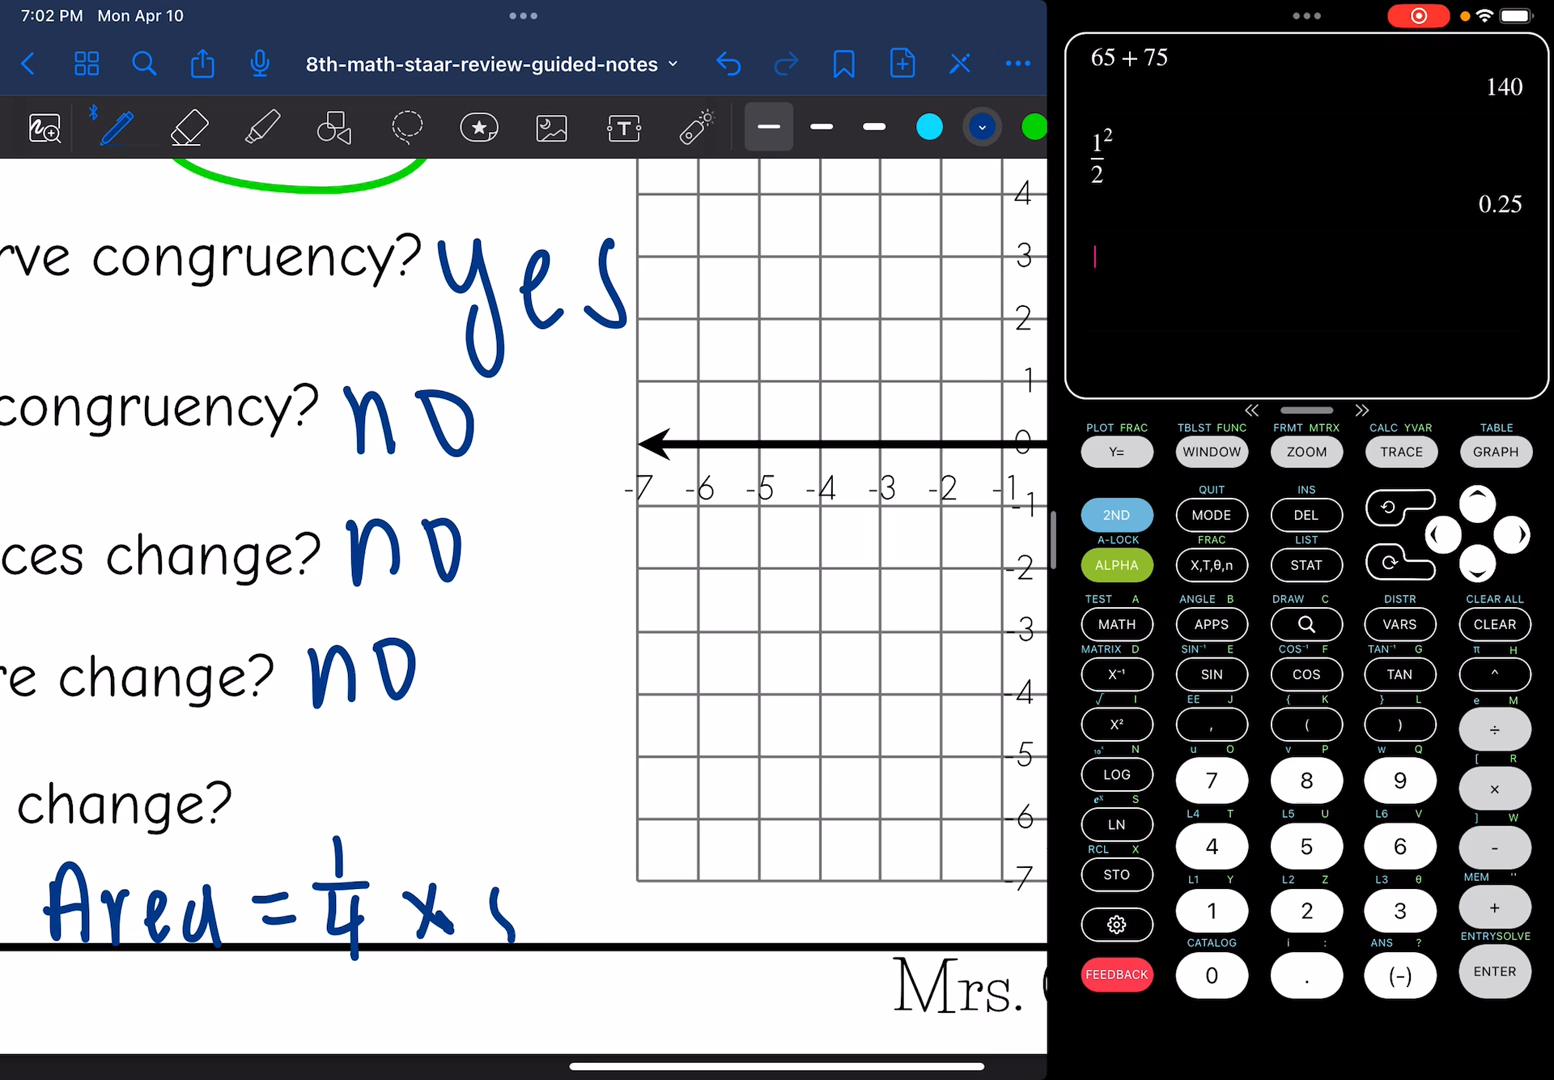 7:02 PM Mon Apr 10
8th-math-staar-review-guided-notes
T
rve congruency? yes
congruency? no
ces change? no
re change? no
change?
Area = 1/4 x
4
3
2
1
0
-7 -6 -5 -4 -3 -2 -1
-1
-2
-3
-4
-5
-6
-7
Mrs.
65 + 75
140
1²/2
0.25
PLOT FRAC TBLST FUNC FRMT MTRX CALC YVAR TABLE
Y= WINDOW ZOOM TRACE GRAPH
QUIT INS
2ND MODE DEL
A-LOCK FRAC LIST
ALPHA X,T,θ,n STAT
TEST A ANGLE B DRAW C DISTR CLEAR ALL
MATH APPS VARS CLEAR
MATRIX D SIN⁻¹ E COS⁻¹ F TAN⁻¹ G π H
X⁻¹ SIN COS TAN ^
√ I EE J { K } L e M
X² , ( ) ÷
10ˣ N u O v P w Q [ R
LOG 7 8 9 ×
eˣ S L4 T L5 U L6 V ] W
LN 4 5 6 -
RCL X L1 Y L2 Z L3 θ MEM "
STO 1 2 3 +
CATALOG i : ANS ? ENTRY SOLVE
FEEDBACK 0 . (-) ENTER